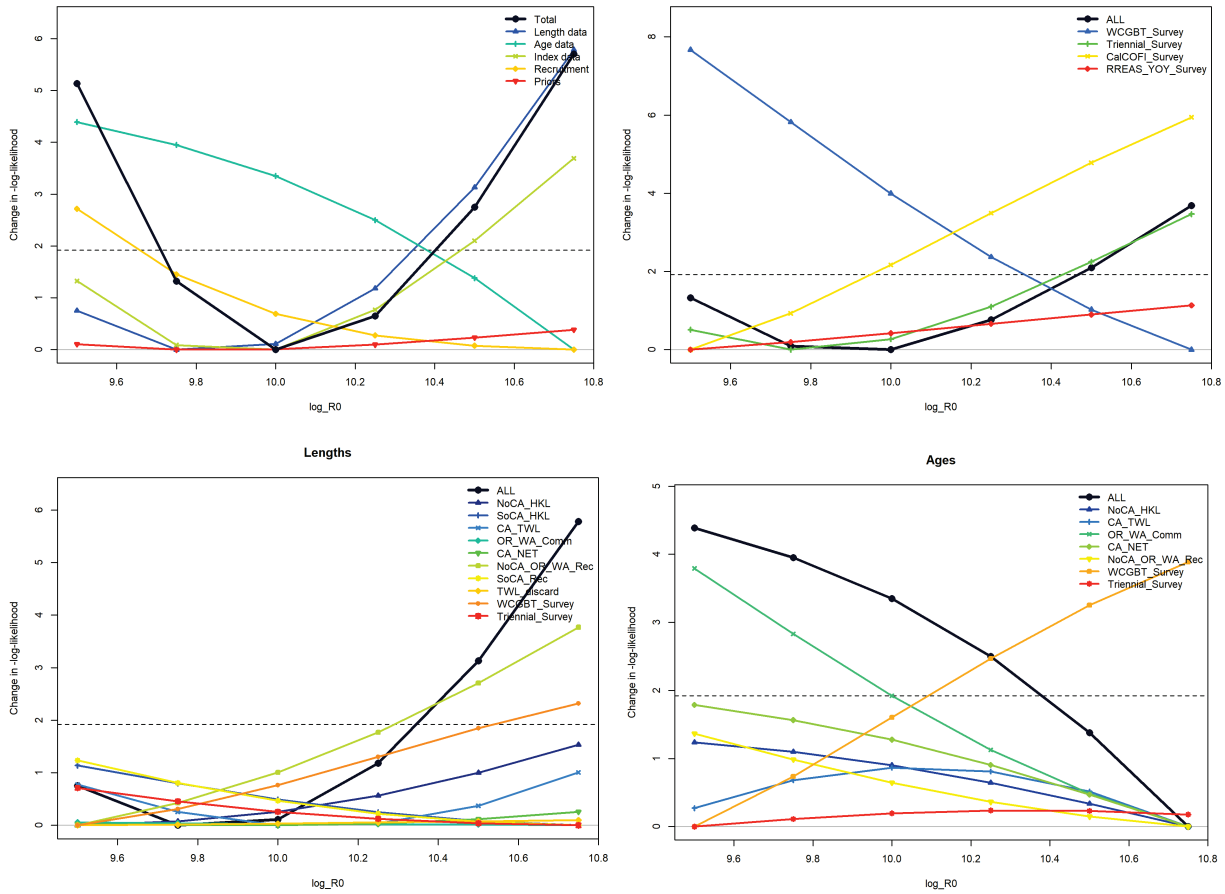 Total
Length data
Age data
Index data
Recruitment
Priors
6
5
4
3
2
1
0
Change in -log-likelihood
9.6 9.8 10.0 10.2 10.4 10.6 10.8
log_R0
ALL
WCGBT_Survey
Triennial_Survey
CalCOFI_Survey
RREAS_YOY_Survey
8
6
4
2
0
Change in -log-likelihood
9.6 9.8 10.0 10.2 10.4 10.6 10.8
log_R0
Lengths
ALL
NoCA_HKL
SoCA_HKL
CA_TWL
OR_WA_Comm
CA_NET
NoCA_OR_WA_Rec
SoCA_Rec
TWL_discard
WCGBT_Survey
Triennial_Survey
6
5
4
3
2
1
0
Change in -log-likelihood
9.6 9.8 10.0 10.2 10.4 10.6 10.8
log_R0
Ages
ALL
NoCA_HKL
CA_TWL
OR_WA_Comm
CA_NET
NoCA_OR_WA_Rec
WCGBT_Survey
Triennial_Survey
5
4
3
2
1
0
Change in -log-likelihood
9.6 9.8 10.0 10.2 10.4 10.6 10.8
log_R0